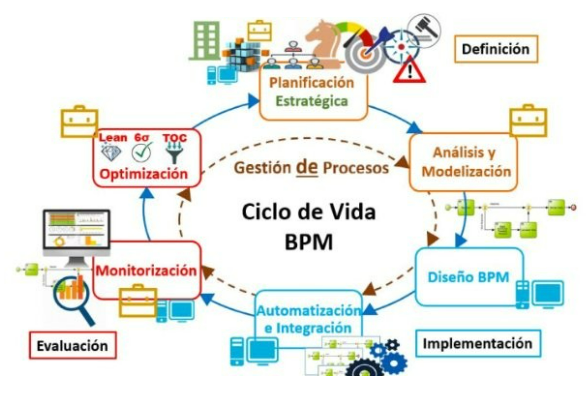 Definición
Planificación
Estratégica
Lean 6σ TOC
Optimización
Gestión de Procesos
Análisis y
Modelización
Ciclo de Vida
BPM
Monitorización
Diseño BPM
Automatización
e Integración
Evaluación
Implementación